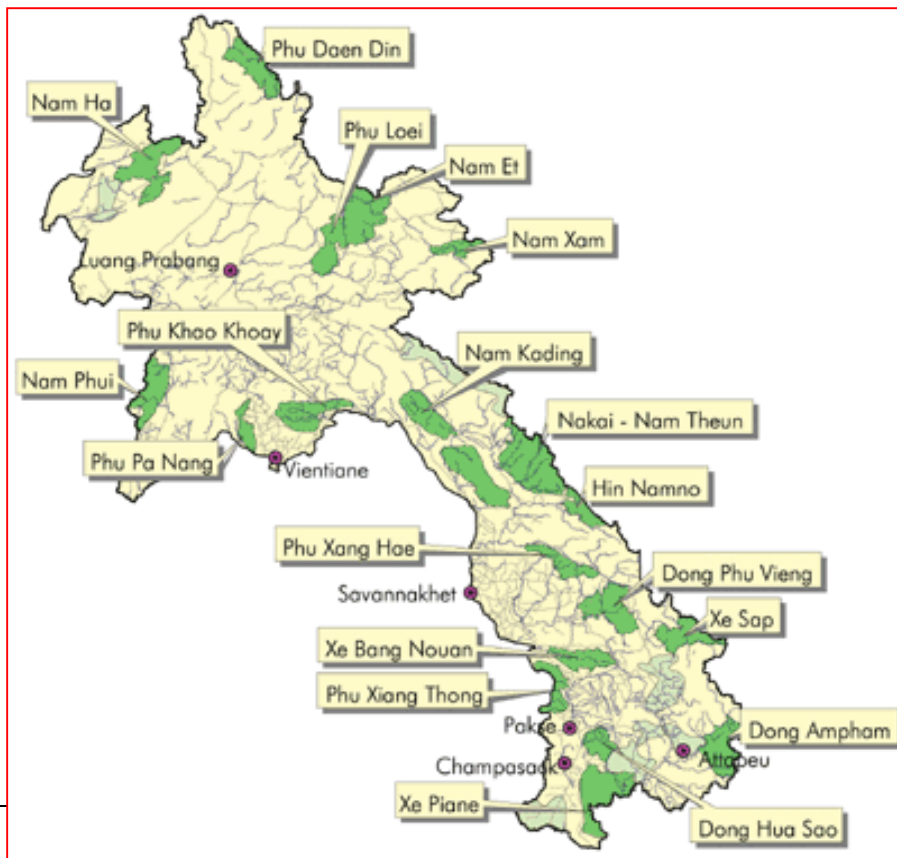 Phu Daen Din
Nam Ha
Phu Loei
Nam Et
Nam Xam
Luang Prabang
Phu Khao Khoay
Nam Kading
Nam Phui
Nakai - Nam Theun
Phu Pa Nang
Vientiane
Hin Namno
Phu Xang Hae
Dong Phu Vieng
Savannakhet
Xe Sap
Xe Bang Nouan
Phu Xiang Thong
Pakse
Dong Ampham
Attapeu
Champasack
Xe Piane
Dong Hua Sao